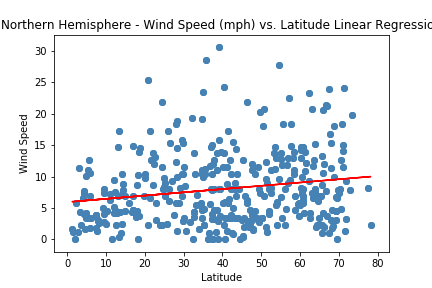 Northern Hemisphere - Wind Speed (mph) vs. Latitude Linear Regressio
30
25
20
15
10
5
0
Wind Speed
0 10 20 30 40 50 60 70 80
Latitude